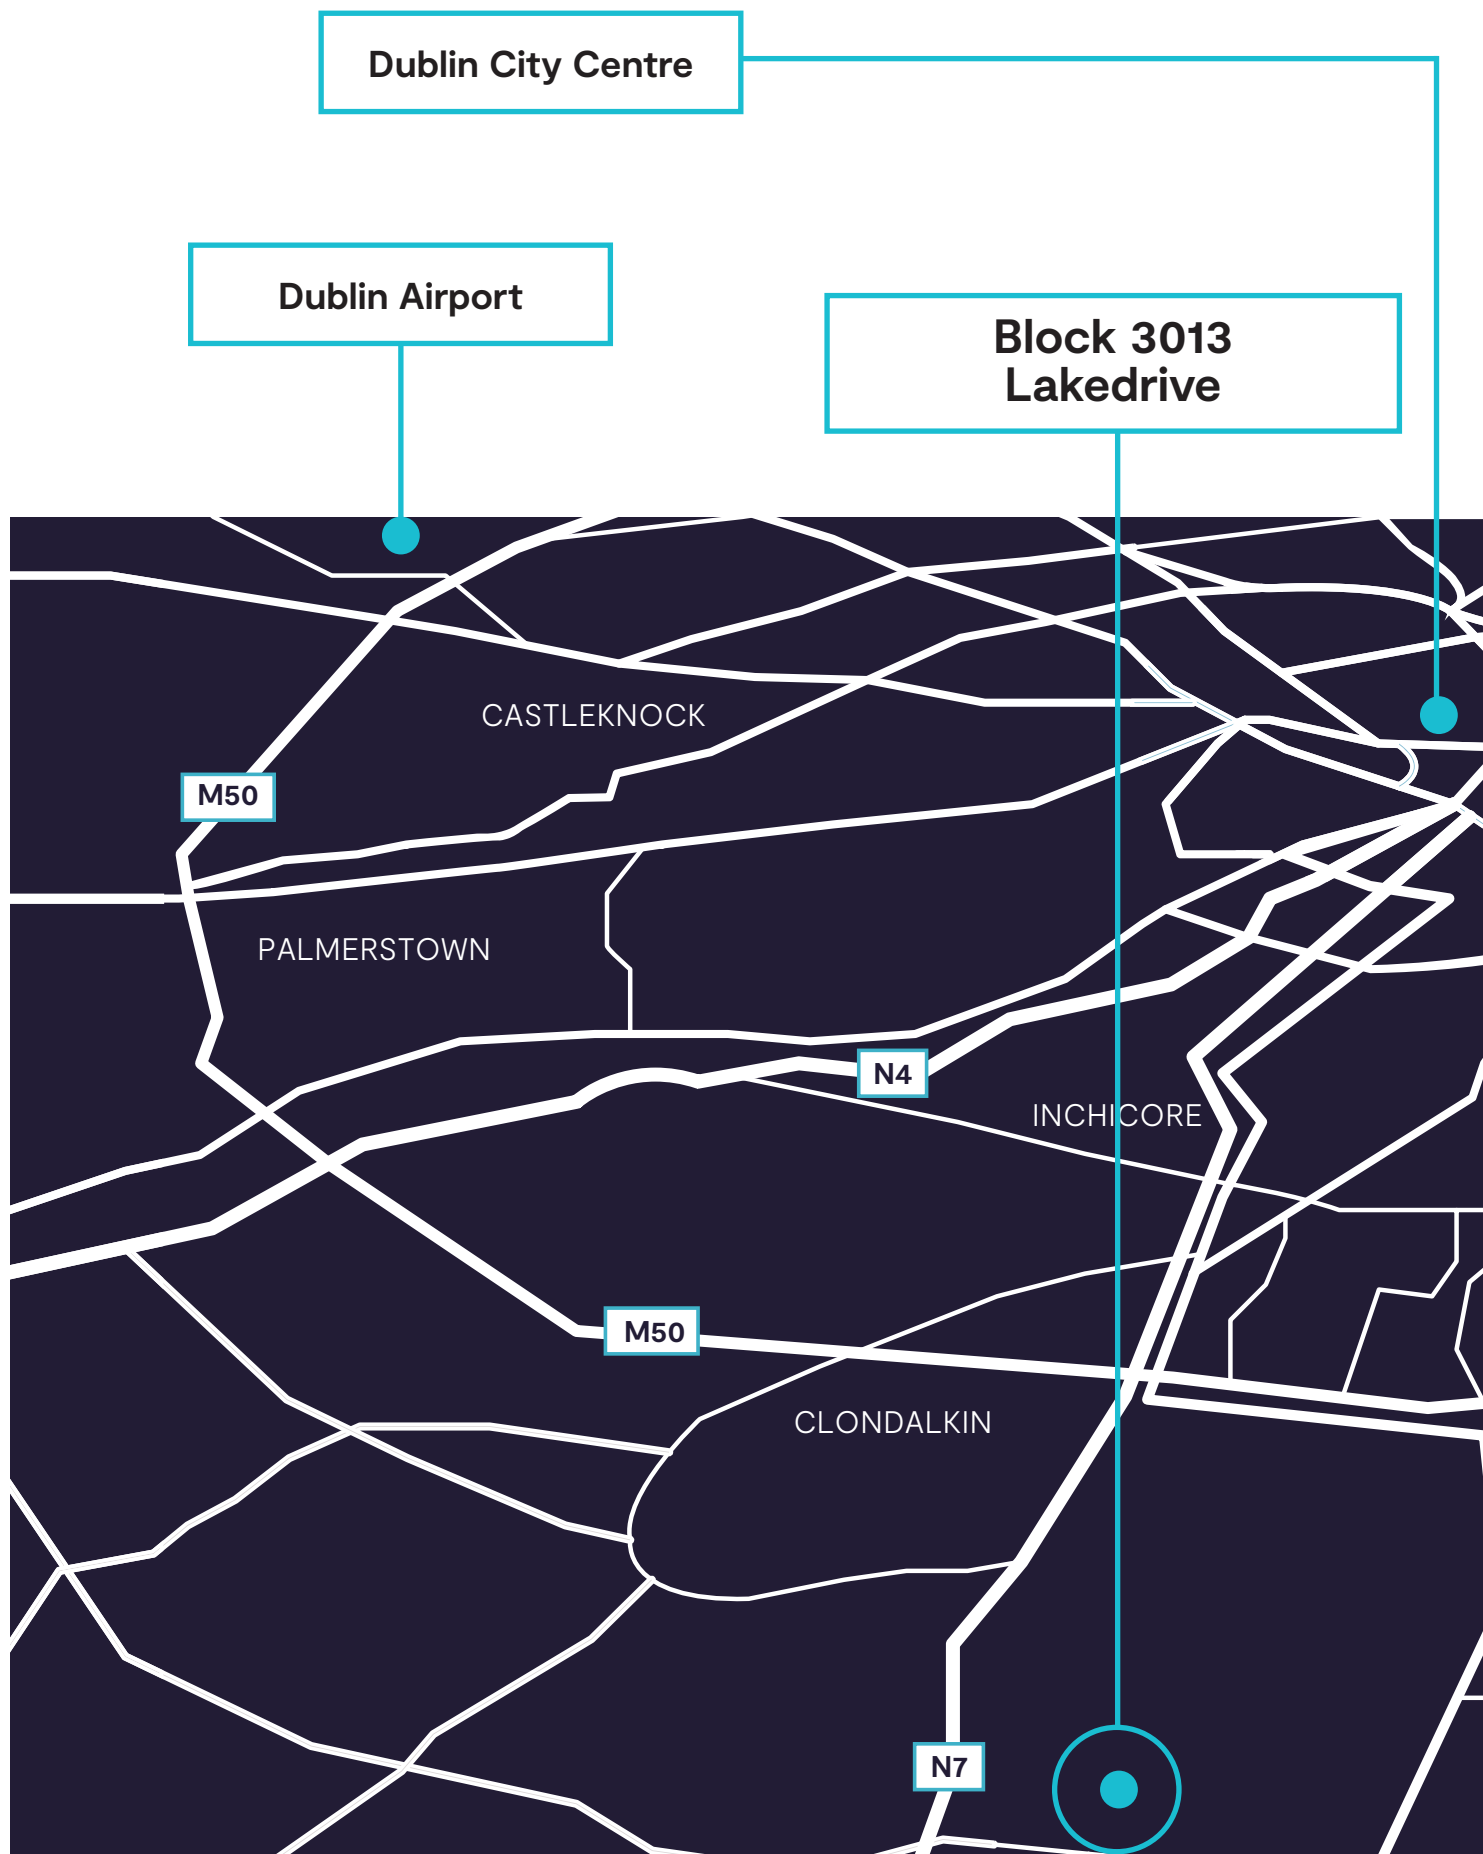 Dublin City Centre
Dublin Airport
Block 3013
Lakedrive
CASTLEKNOCK
M50
PALMERSTOWN
N4
INCHICORE
M50
CLONDALKIN
N7